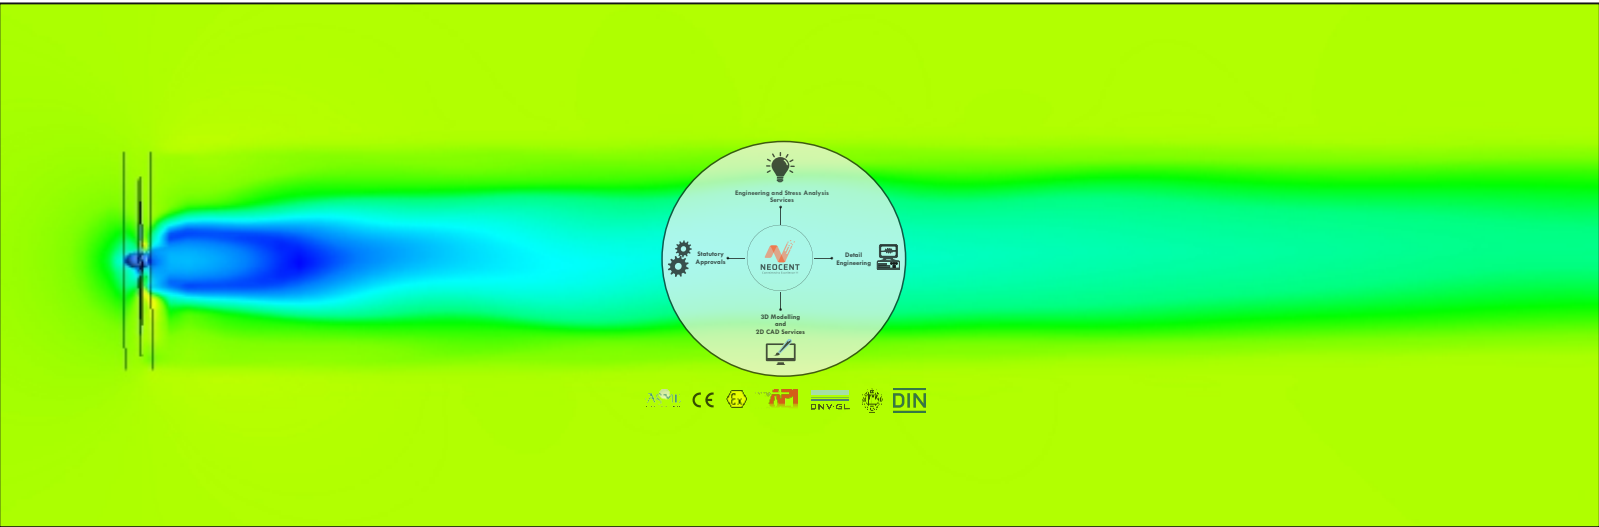 Engineering and Stress Analysis
Services
Statutory
Approvals
NEOCENT
Detail
Engineering
3D Modelling
and
2D CAD Services
CE
Ex
API
DNV·GL
DIN